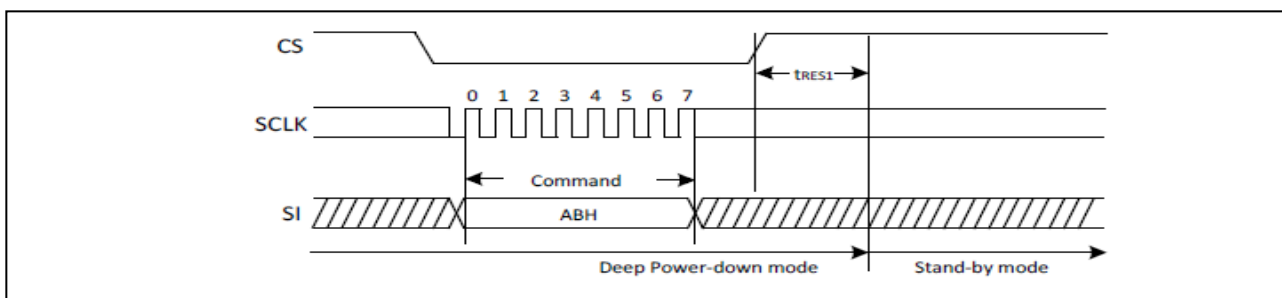 CS
tRES1
0 1 2 3 4 5 6 7
SCLK
Command
SI
ABH
Deep Power-down mode
Stand-by mode